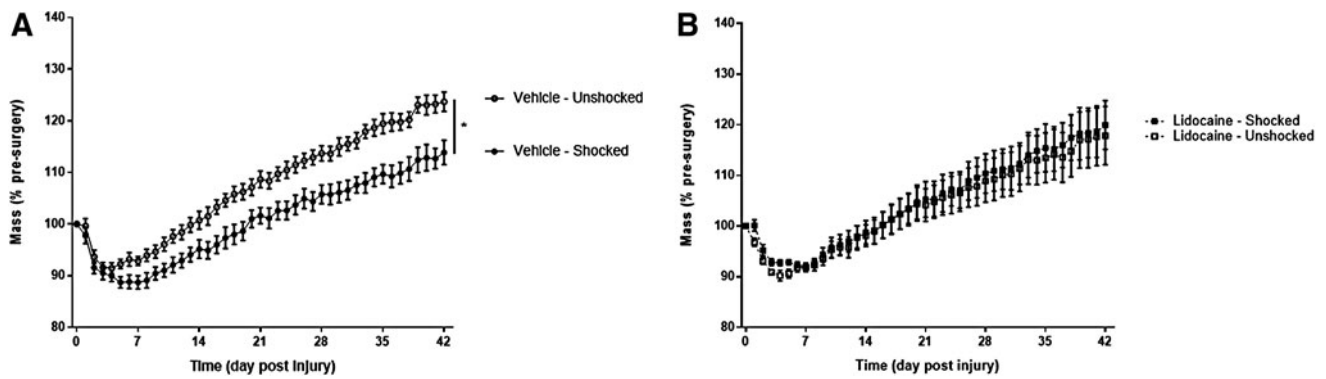 A
140
130
120
110
100
90
80
Mass (% pre-surgery)
0 7 14 21 28 35 42
Time (day post Injury)
Vehicle - Unshocked
*
Vehicle - Shocked
B
140
130
120
110
100
90
80
Mass (% pre-surgery)
0 7 14 21 28 35 42
Time (day post injury)
Lidocaine - Shocked
Lidocaine - Unshocked